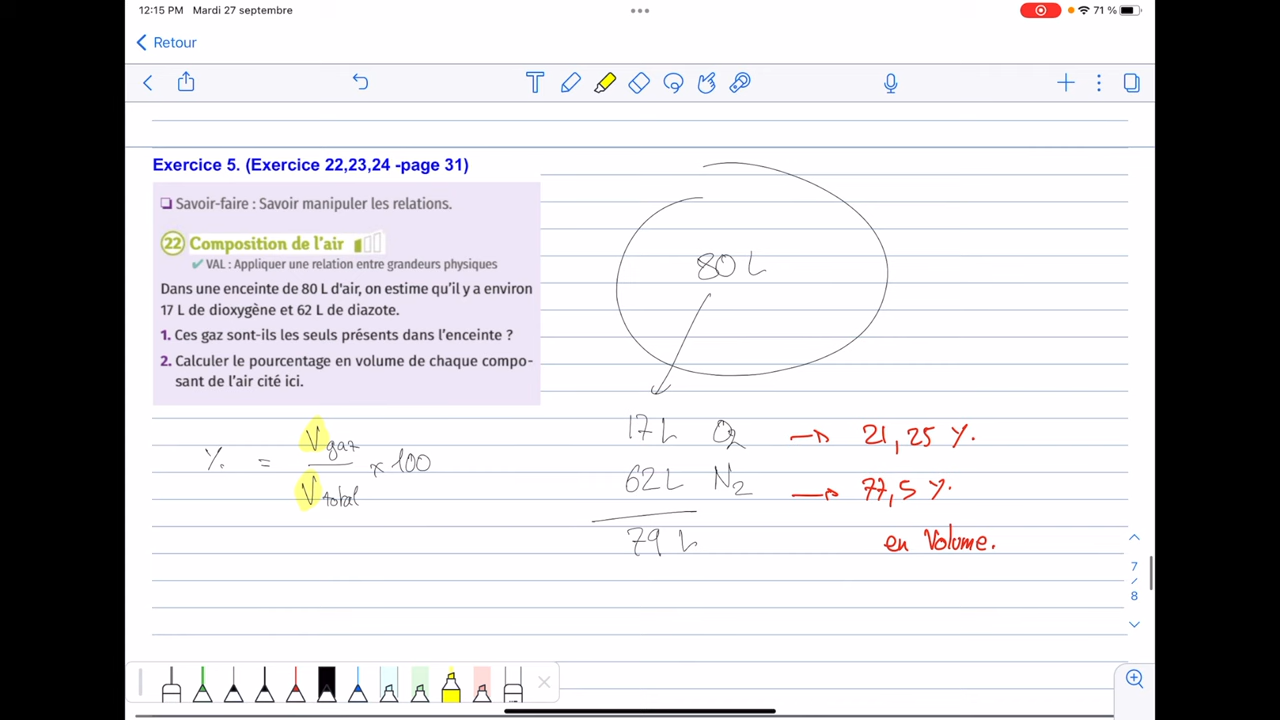 12:15 PM Mardi 27 septembre
71 %
Retour
Exercice 5. (Exercice 22,23,24 -page 31)
Savoir-faire : Savoir manipuler les relations.
22 Composition de l'air
VAL : Appliquer une relation entre grandeurs physiques
Dans une enceinte de 80 L d'air, on estime qu'il y a environ
17 L de dioxygène et 62 L de diazote.
1. Ces gaz sont-ils les seuls présents dans l'enceinte ?
2. Calculer le pourcentage en volume de chaque compo-
sant de l'air cité ici.
80 L
% = Vgaz / Vtotal × 100
17 L O2 → 21,25 %.
62 L N2 → 77,5 %.
79 L
en Volume.
7
/
8